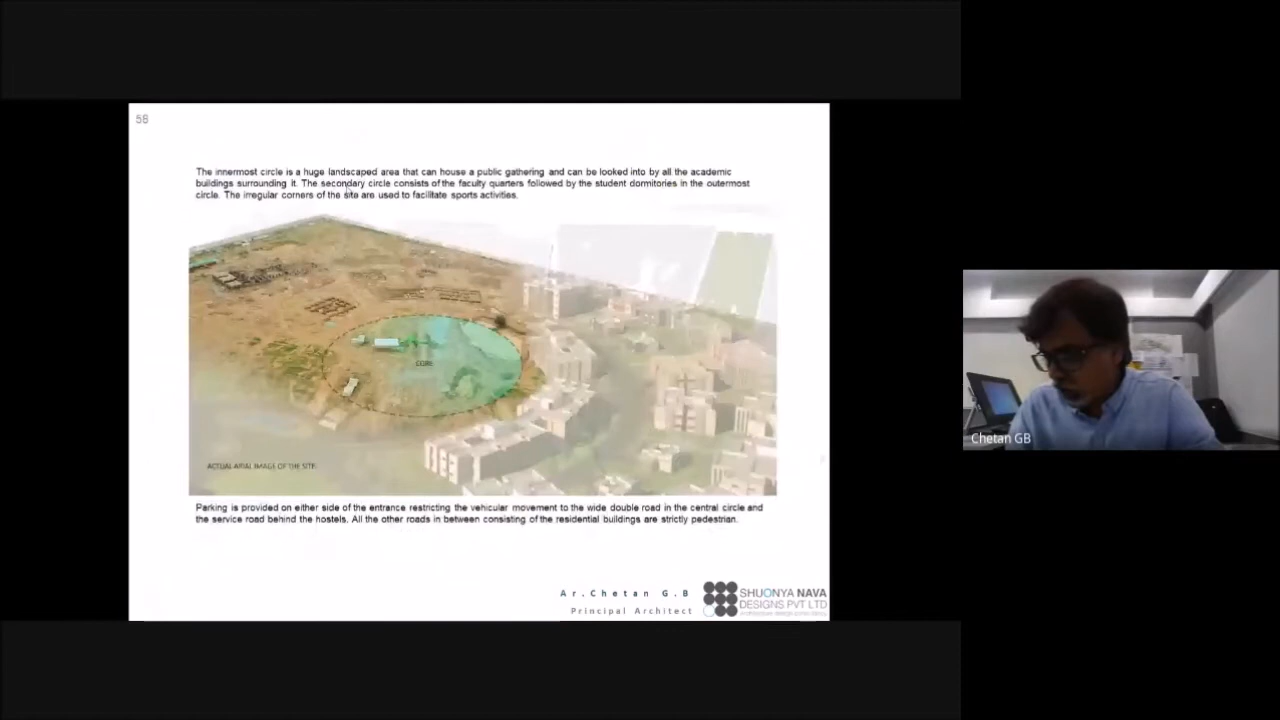 58
The innermost circle is a huge landscaped area that can house a public gathering and can be looked into by all the academic
buildings surrounding it. The secondary circle consists of the faculty quarters followed by the student dormitories in the outermost
circle. The irregular corners of the site are used to facilitate sports activities.
CORE
ACTUAL ARIAL IMAGE OF THE SITE
Parking is provided on either side of the entrance restricting the vehicular movement to the wide double road in the central circle and
the service road behind the hostels. All the other roads in between consisting of the residential buildings are strictly pedestrian.
Ar.Chetan G.B
Principal Architect
SHUONYA NAVA
DESIGNS PVT LTD
Chetan GB